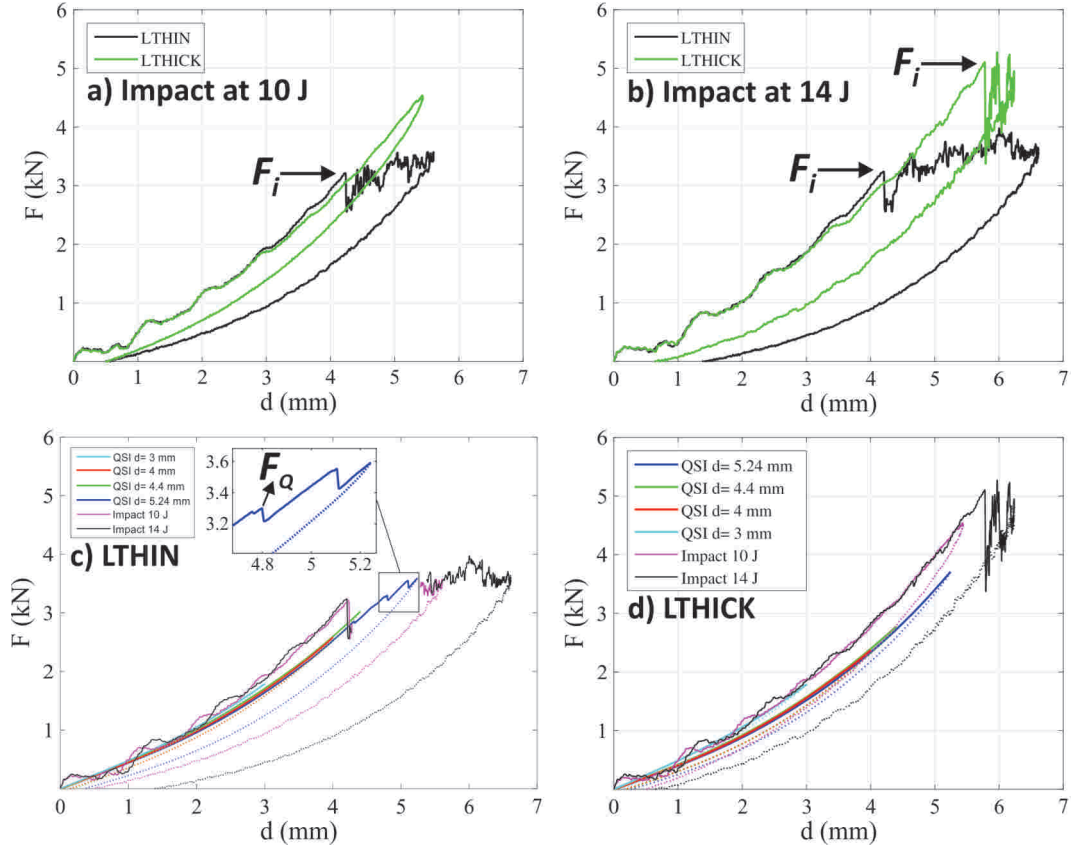 LTHIN
LTHICK
a) Impact at 10 J
F_i
F (kN)
6
5
4
3
2
1
0 1 2 3 4 5 6 7
d (mm)
LTHIN
LTHICK
b) Impact at 14 J
F_i
F_i
F (kN)
6
5
4
3
2
1
0 1 2 3 4 5 6 7
d (mm)
QSI d= 3 mm
QSI d= 4 mm
QSI d= 4.4 mm
QSI d= 5.24 mm
Impact 10 J
Impact 14 J
c) LTHIN
F_Q
3.6
3.4
3.2
4.8 5 5.2
F (kN)
6
5
4
3
2
1
0 1 2 3 4 5 6 7
d (mm)
QSI d= 5.24 mm
QSI d= 4.4 mm
QSI d= 4 mm
QSI d= 3 mm
Impact 10 J
Impact 14 J
d) LTHICK
F (kN)
6
5
4
3
2
1
0 1 2 3 4 5 6 7
d (mm)